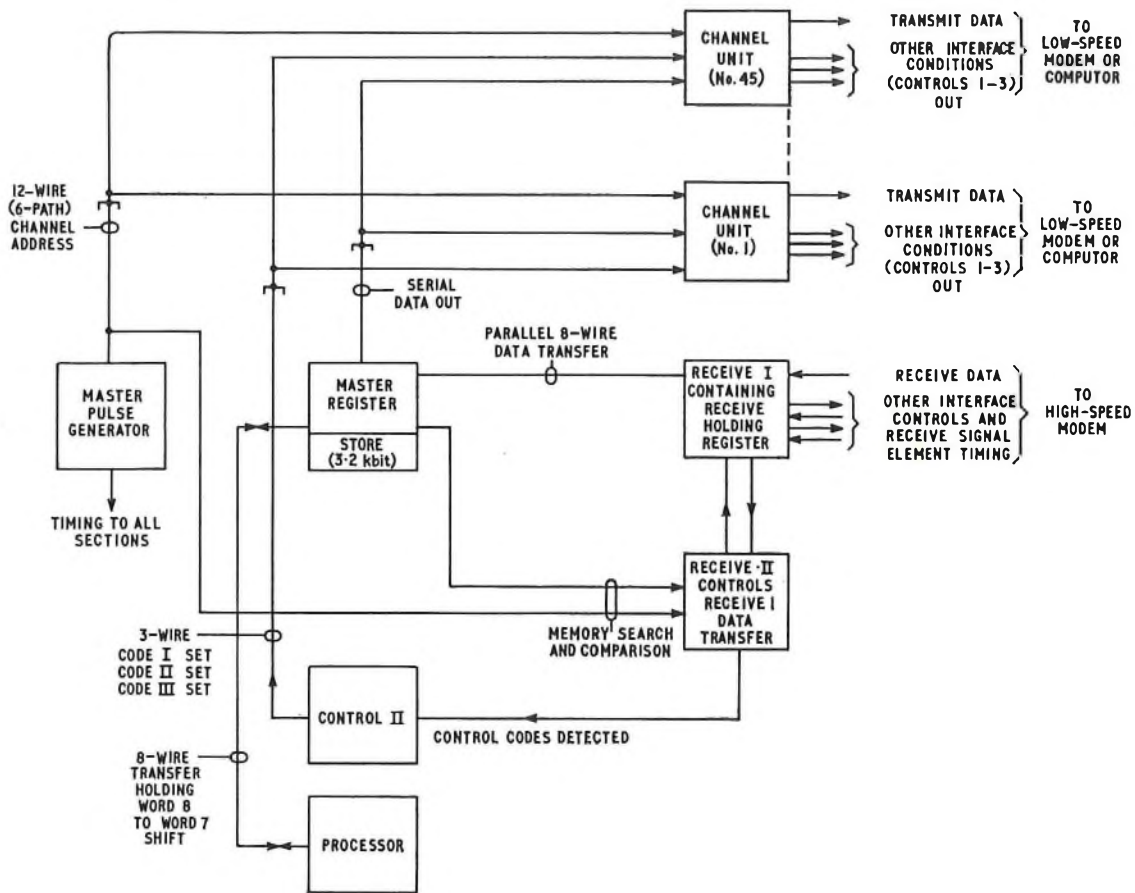 CHANNEL
UNIT
(No. 45)
TRANSMIT DATA
OTHER INTERFACE
CONDITIONS
(CONTROLS 1-3)
OUT
TO
LOW-SPEED
MODEM OR
COMPUTOR
12-WIRE
(6-PATH)
CHANNEL
ADDRESS
CHANNEL
UNIT
(No. 1)
TRANSMIT DATA
OTHER INTERFACE
CONDITIONS
(CONTROLS 1-3)
OUT
TO
LOW-SPEED
MODEM OR
COMPUTOR
SERIAL
DATA OUT
PARALLEL 8-WIRE
DATA TRANSFER
MASTER
PULSE
GENERATOR
TIMING TO ALL
SECTIONS
MASTER
REGISTER
STORE
(3·2 kbit)
RECEIVE I
CONTAINING
RECEIVE
HOLDING
REGISTER
RECEIVE DATA
OTHER INTERFACE
CONTROLS AND
RECEIVE SIGNAL
ELEMENT TIMING
TO
HIGH-SPEED
MODEM
RECEIVE·II
CONTROLS
RECEIVE I
DATA
TRANSFER
MEMORY SEARCH
AND COMPARISON
3-WIRE
CODE I SET
CODE II SET
CODE III SET
CONTROL II
CONTROL CODES DETECTED
8-WIRE
TRANSFER
HOLDING
WORD 8
TO WORD 7
SHIFT
PROCESSOR